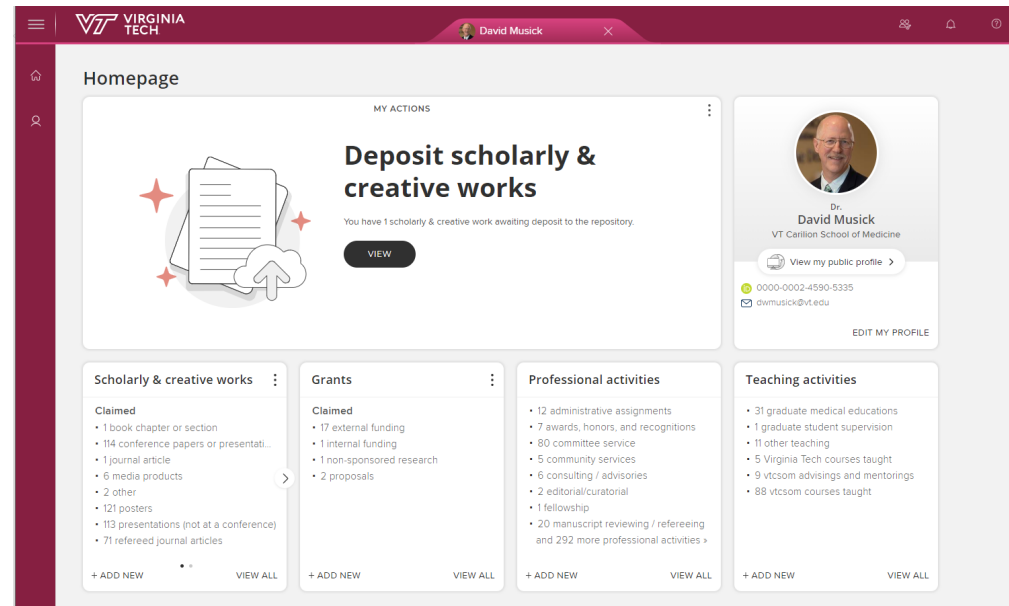 VT VIRGINIA TECH
David Musick
Homepage
MY ACTIONS
Deposit scholarly &
creative works
You have 1 scholarly & creative work awaiting deposit to the repository.
VIEW
Dr.
David Musick
VT Carilion School of Medicine
View my public profile >
iD 0000-0002-4590-5335
dwmusick@vt.edu
EDIT MY PROFILE
Scholarly & creative works
Claimed
• 1 book chapter or section
• 114 conference papers or presentati...
• 1 journal article
• 6 media products
• 2 other
• 121 posters
• 113 presentations (not at a conference)
• 71 refereed journal articles
+ ADD NEW VIEW ALL
Grants
Claimed
• 17 external funding
• 1 internal funding
• 1 non-sponsored research
• 2 proposals
+ ADD NEW VIEW ALL
Professional activities
• 12 administrative assignments
• 7 awards, honors, and recognitions
• 80 committee service
• 5 community services
• 6 consulting / advisories
• 2 editorial/curatorial
• 1 fellowship
• 20 manuscript reviewing / refereeing
and 292 more professional activities »
+ ADD NEW VIEW ALL
Teaching activities
• 31 graduate medical educations
• 1 graduate student supervision
• 11 other teaching
• 5 Virginia Tech courses taught
• 9 vtcsom advisings and mentorings
• 88 vtcsom courses taught
+ ADD NEW VIEW ALL